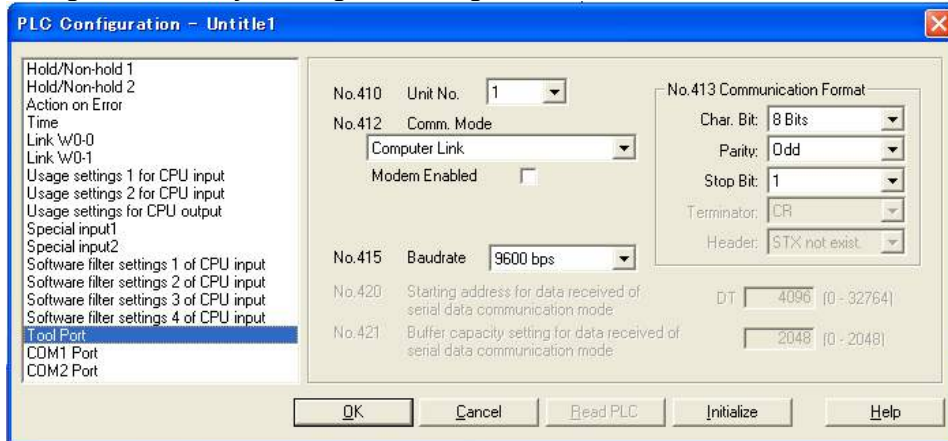 PLC Configuration - Untitle1
Hold/Non-hold 1
Hold/Non-hold 2
Action on Error
Time
Link W0-0
Link W0-1
Usage settings 1 for CPU input
Usage settings 2 for CPU input
Usage settings for CPU output
Special input1
Special input2
Software filter settings 1 of CPU input
Software filter settings 2 of CPU input
Software filter settings 3 of CPU input
Software filter settings 4 of CPU input
Tool Port
COM1 Port
COM2 Port
No.410 Unit No. 1
No.412 Comm. Mode
Computer Link
Modem Enabled
No.415 Baudrate 9600 bps
No.413 Communication Format
Char. Bit: 8 Bits
Parity: Odd
Stop Bit: 1
Terminator: CR
Header: STX not exist.
No.420 Starting address for data received of
serial data communication mode
DT 4096 (0 - 32764)
No.421 Buffer capacity setting for data received of
serial data communication mode
2048 (0 - 2048)
OK Cancel Read PLC Initialize Help